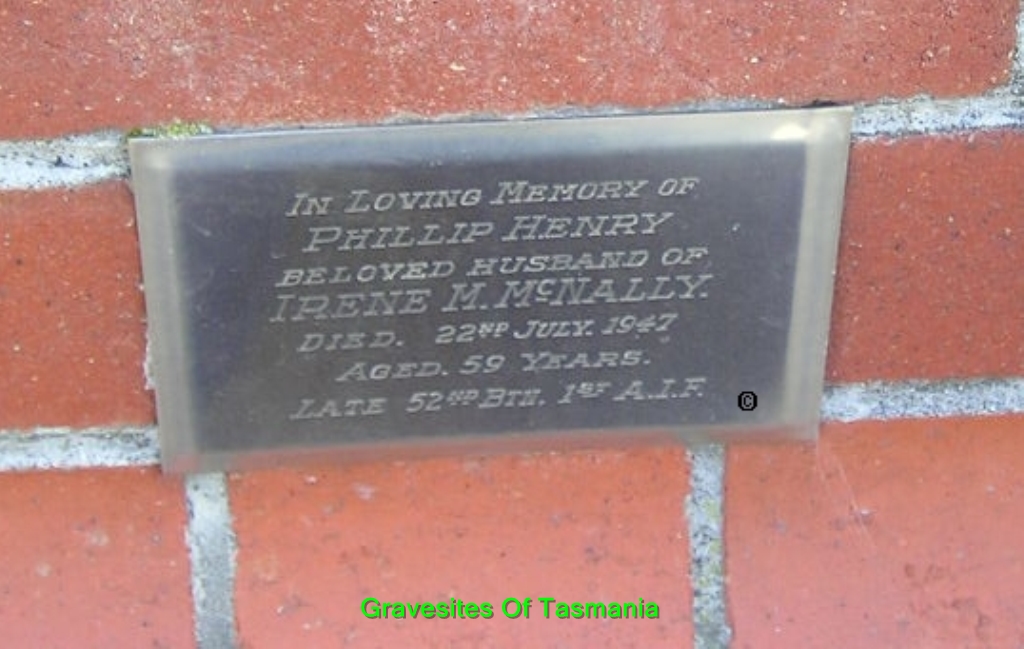 IN LOVING MEMORY OF
PHILLIP HENRY
BELOVED HUSBAND OF
IRENE M. MCNALLY.
DIED. 22ND JULY. 1947
AGED. 59 YEARS.
LATE 52ND BTN. 1ST A.I.F.
©
Gravesites Of Tasmania